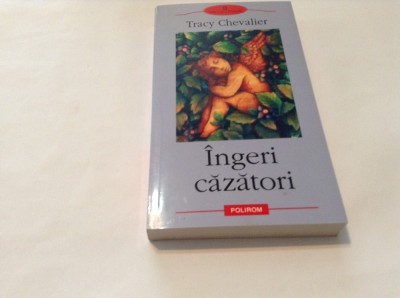 Tracy Chevalier
Îngeri
căzători
POLIROM